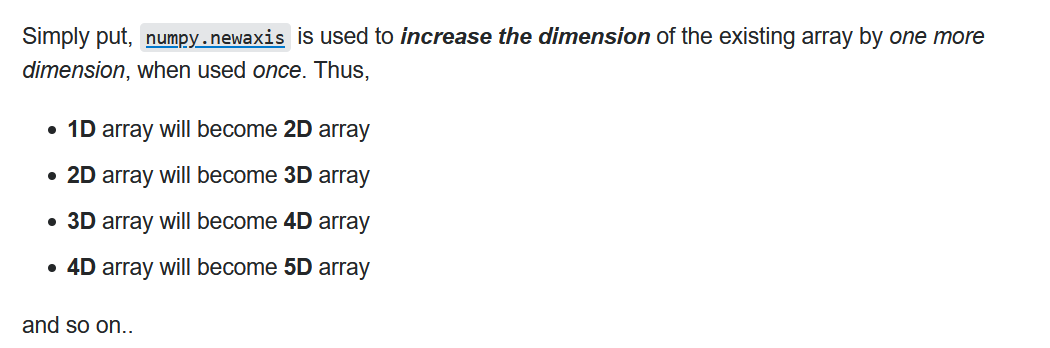 Simply put, numpy.newaxis is used to increase the dimension of the existing array by one more
dimension, when used once. Thus,
• 1D array will become 2D array
• 2D array will become 3D array
• 3D array will become 4D array
• 4D array will become 5D array
and so on..